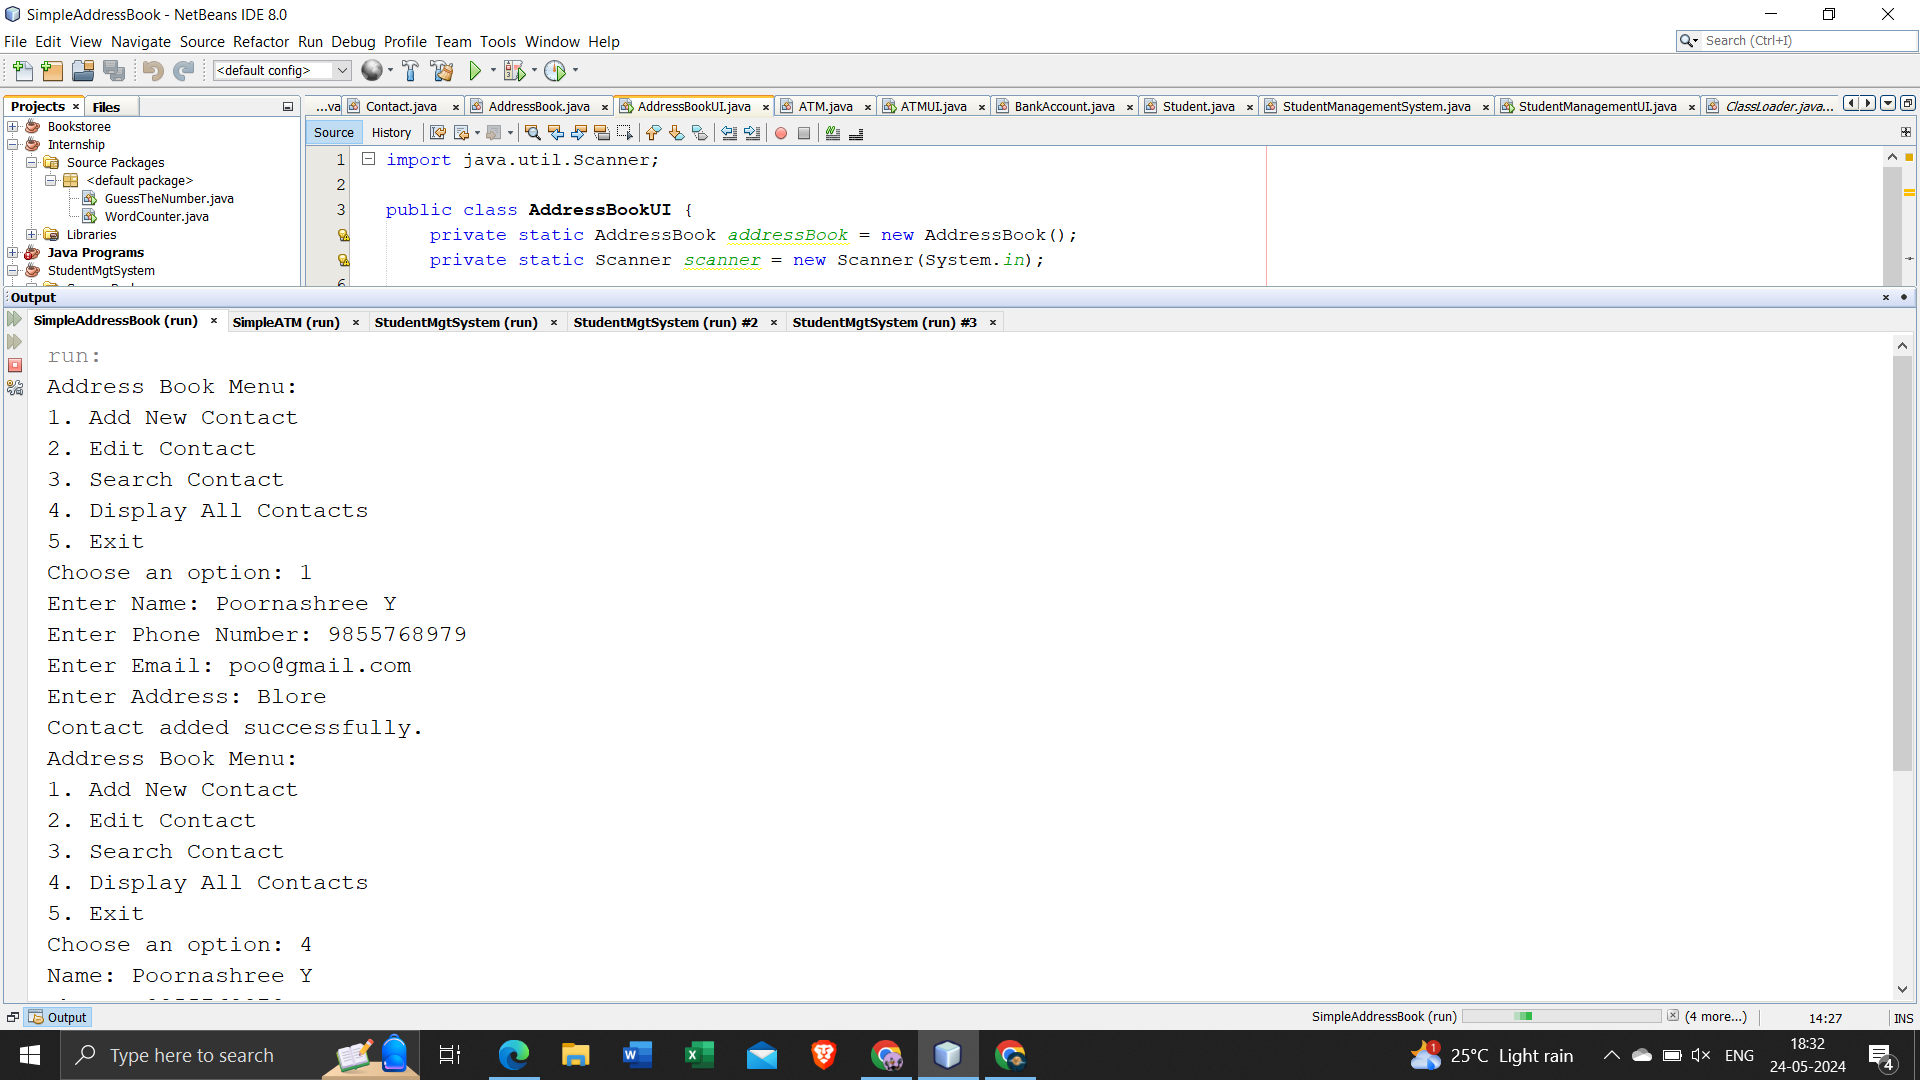 SimpleAddressBook - NetBeans IDE 8.0
File Edit View Navigate Source Refactor Run Debug Profile Team Tools Window Help
Search (Ctrl+I)
<default config>
Projects
Files
...va
Contact.java
AddressBook.java
AddressBookUI.java
ATM.java
ATMUI.java
BankAccount.java
Student.java
StudentManagementSystem.java
StudentManagementUI.java
ClassLoader.java...
Bookstoree
Internship
Source Packages
<default package>
GuessTheNumber.java
WordCounter.java
Libraries
Java Programs
StudentMgtSystem
Source History
1 import java.util.Scanner;
2
3 public class AddressBookUI {
private static AddressBook addressBook = new AddressBook();
private static Scanner scanner = new Scanner(System.in);
6
Output
SimpleAddressBook (run)
SimpleATM (run)
StudentMgtSystem (run)
StudentMgtSystem (run) #2
StudentMgtSystem (run) #3
run:
Address Book Menu:
1. Add New Contact
2. Edit Contact
3. Search Contact
4. Display All Contacts
5. Exit
Choose an option: 1
Enter Name: Poornashree Y
Enter Phone Number: 9855768979
Enter Email: poo@gmail.com
Enter Address: Blore
Contact added successfully.
Address Book Menu:
1. Add New Contact
2. Edit Contact
3. Search Contact
4. Display All Contacts
5. Exit
Choose an option: 4
Name: Poornashree Y
Output
SimpleAddressBook (run)
(4 more...)
14:27
INS
Type here to search
1
25°C Light rain
ENG
18:32
24-05-2024
4